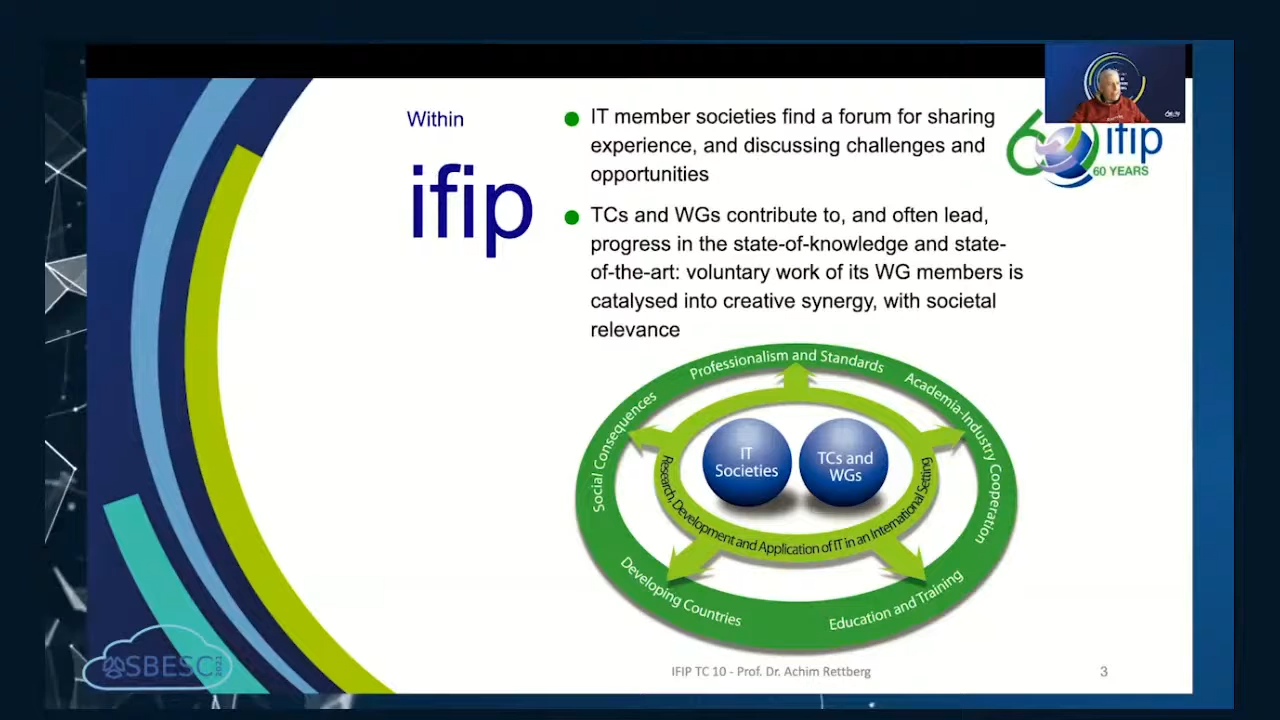 Within
ifip
IT member societies find a forum for sharing
experience, and discussing challenges and
opportunities
TCs and WGs contribute to, and often lead,
progress in the state-of-knowledge and state-
of-the-art: voluntary work of its WG members is
catalysed into creative synergy, with societal
relevance
60 ifip
60 YEARS
Professionalism and Standards
Social Consequences
Academia-Industry Cooperation
IT
Societies
TCs and
WGs
Research, Development and Application of IT in an International Setting
Developing Countries
Education and Training
SBESC
IFIP TC 10 - Prof. Dr. Achim Rettberg
3